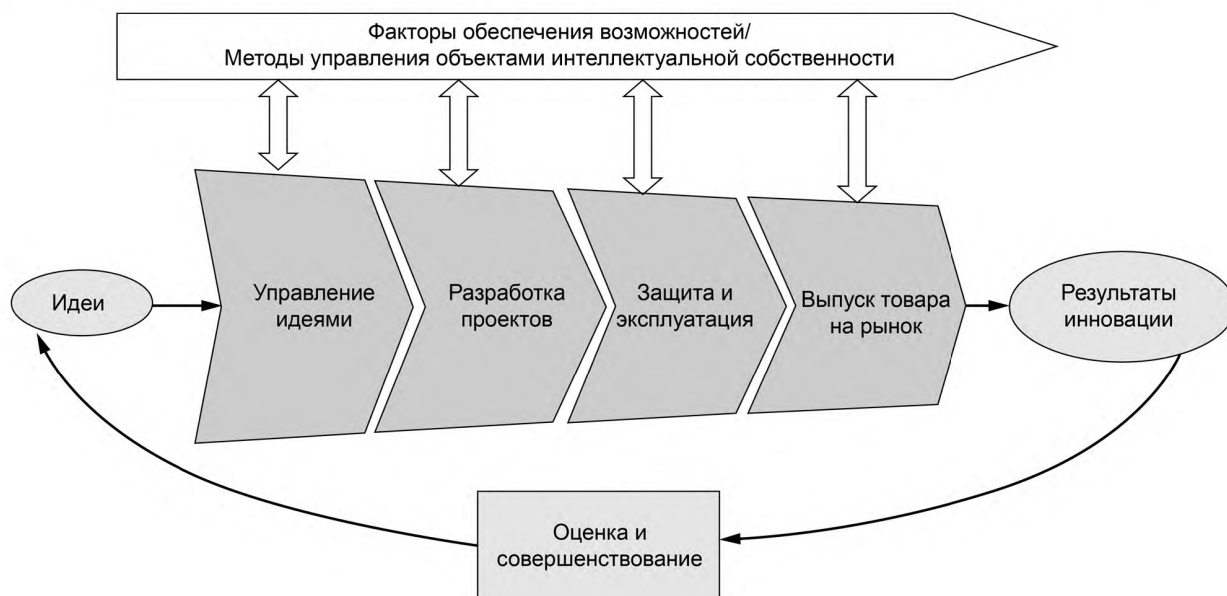 Факторы обеспечения возможностей/
Методы управления объектами интеллектуальной собственности
Идеи
Управление
идеями
Разработка
проектов
Защита и
эксплуатация
Выпуск товара
на рынок
Результаты
инновации
Оценка и
совершенствование